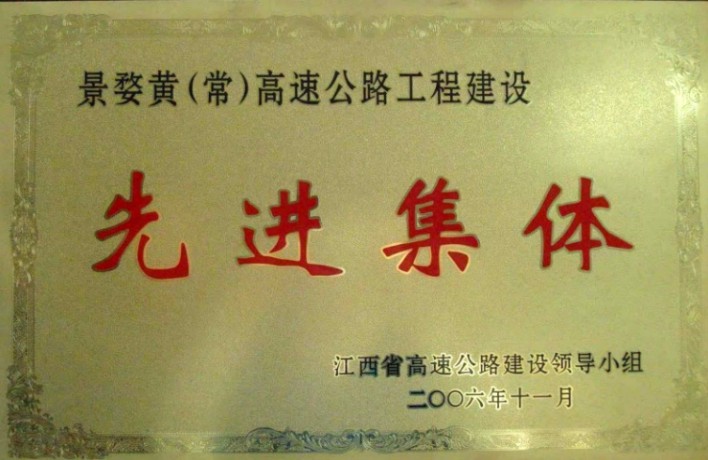 景婺黄(常)高速公路工程建设
先进集体
江西省高速公路建设领导小组
二〇〇六年十一月